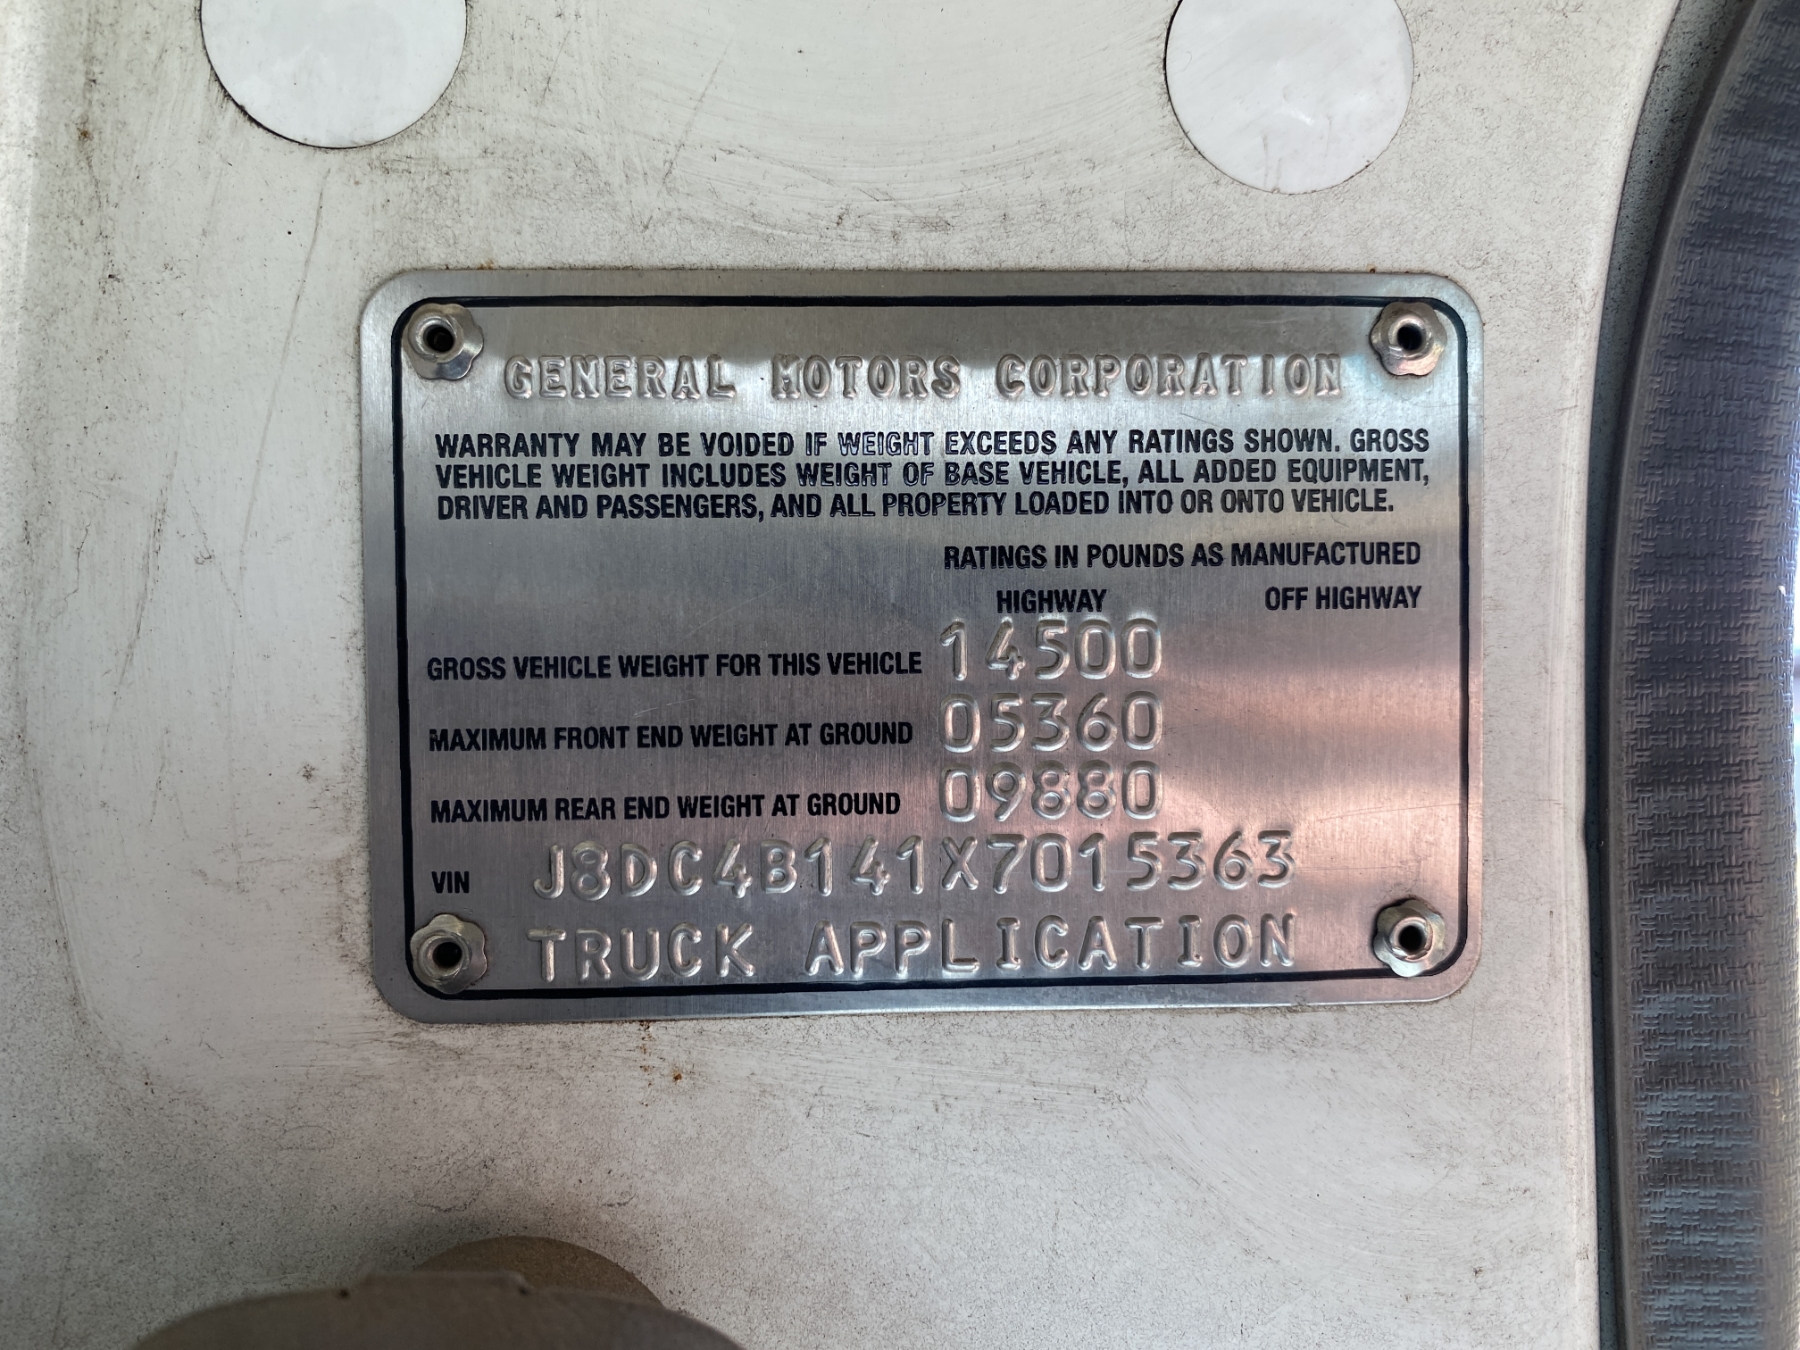 GENERAL MOTORS CORPORATION
WARRANTY MAY BE VOIDED IF WEIGHT EXCEEDS ANY RATINGS SHOWN. GROSS
VEHICLE WEIGHT INCLUDES WEIGHT OF BASE VEHICLE, ALL ADDED EQUIPMENT,
DRIVER AND PASSENGERS, AND ALL PROPERTY LOADED INTO OR ONTO VEHICLE.
RATINGS IN POUNDS AS MANUFACTURED
HIGHWAY OFF HIGHWAY
GROSS VEHICLE WEIGHT FOR THIS VEHICLE 14500
MAXIMUM FRONT END WEIGHT AT GROUND 05360
MAXIMUM REAR END WEIGHT AT GROUND 09880
VIN J8DC4B141X7015363
TRUCK APPLICATION